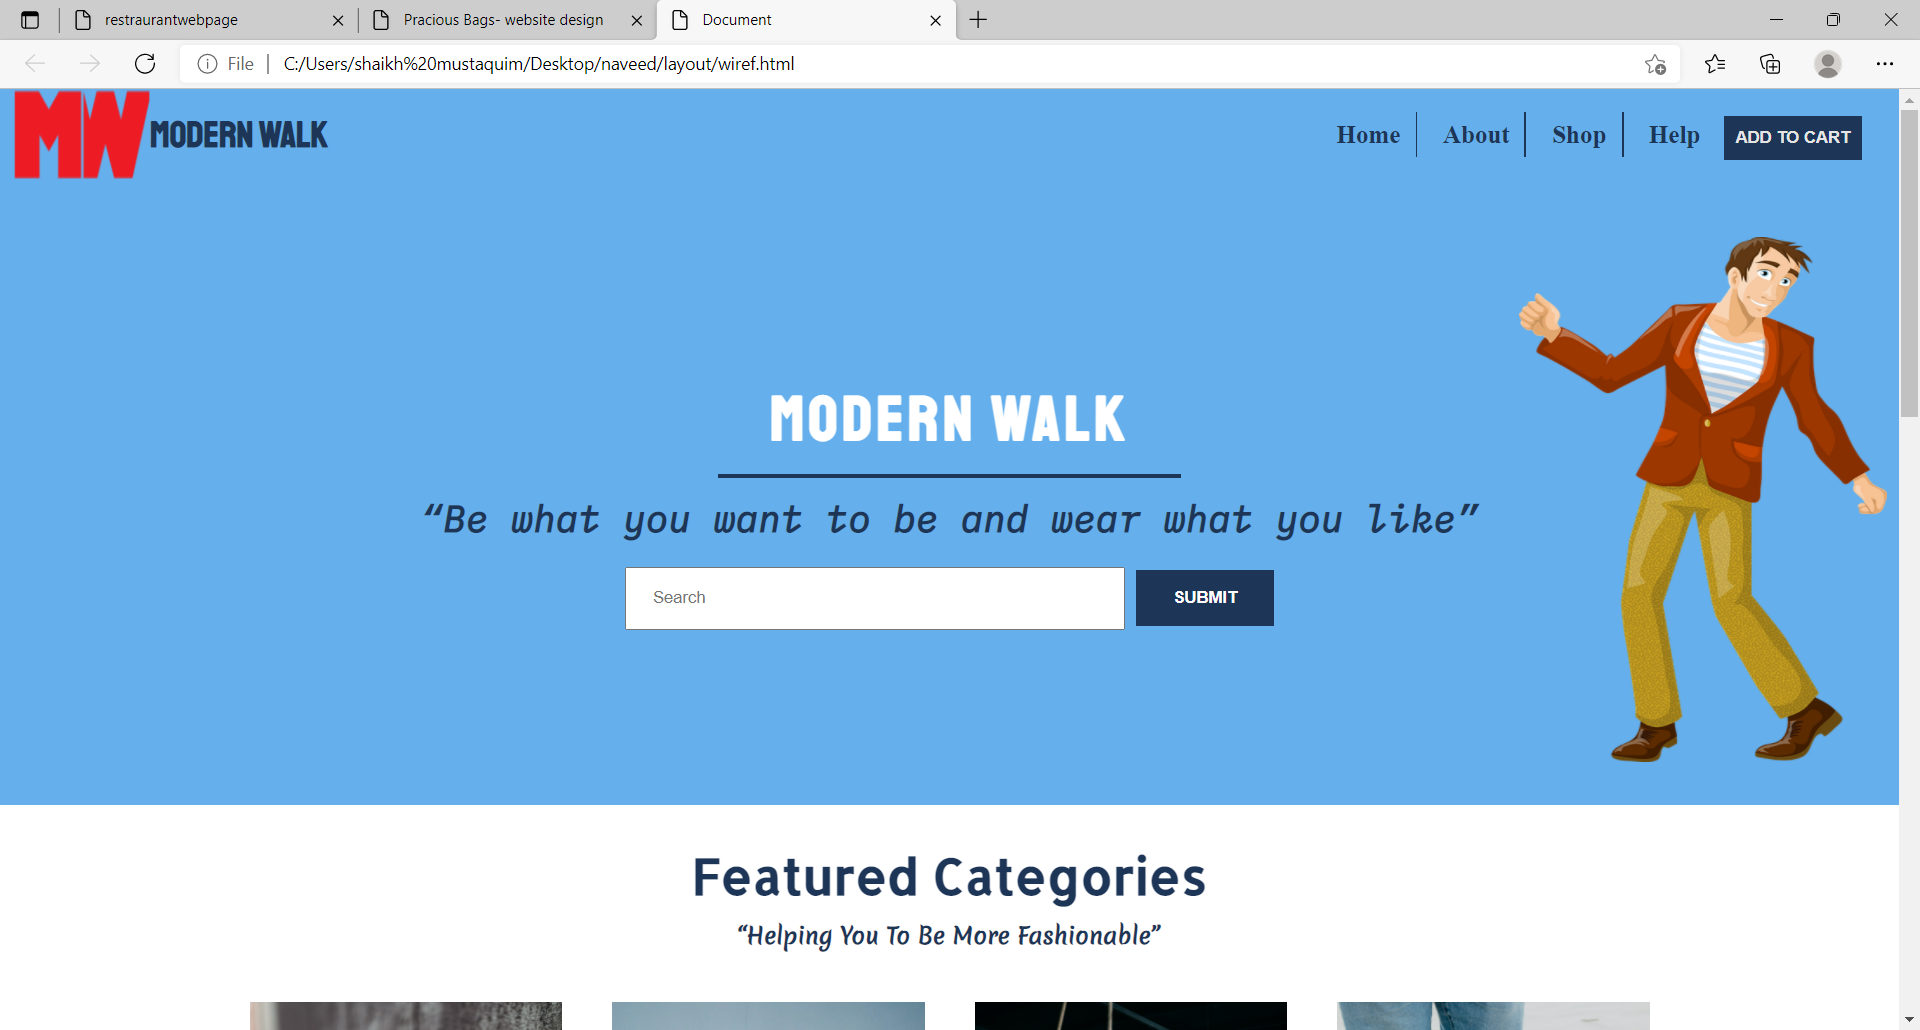 restraurantwebpage
Pracious Bags- website design
Document
File
C:/Users/shaikh%20mustaquim/Desktop/naveed/layout/wiref.html
MW MODERN WALK
Home
About
Shop
Help
ADD TO CART
MODERN WALK
“Be what you want to be and wear what you like”
Search
SUBMIT
Featured Categories
“Helping You To Be More Fashionable”